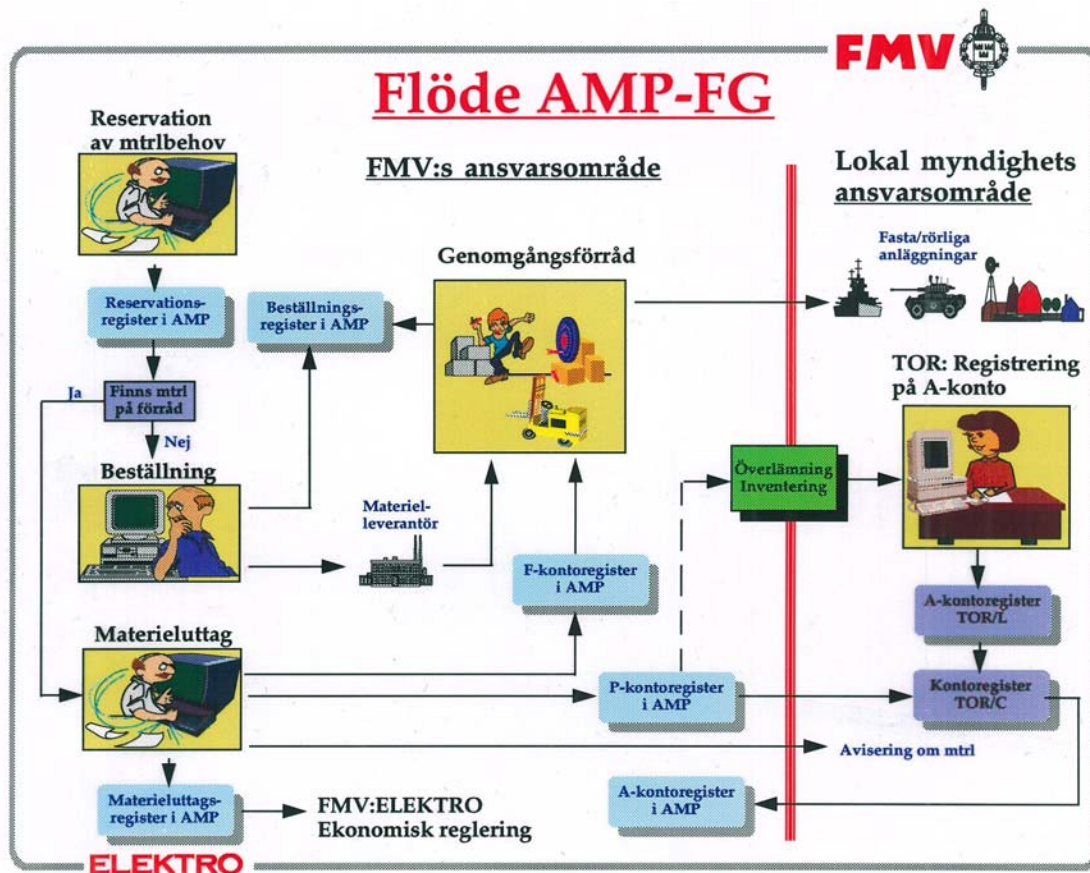 FMV
Flöde AMP-FG
Reservation
av mtrlbehov
FMV:s ansvarsområde
Lokal myndighets
ansvarsområde
Fasta/rörliga
anläggningar
Genomgångsförråd
Reservations-
register i AMP
Beställnings-
register i AMP
TOR: Registrering
på A-konto
Ja
Finns mtrl
på förråd
Nej
Beställning
Överlämning
Inventering
Materiel-
leverantör
F-kontoregister
i AMP
A-kontoregister
TOR/L
Materieluttag
P-kontoregister
i AMP
Kontoregister
TOR/C
Avisering om mtrl
Materieluttags-
register i AMP
FMV:ELEKTRO
Ekonomisk reglering
A-kontoregister
i AMP
ELEKTRO